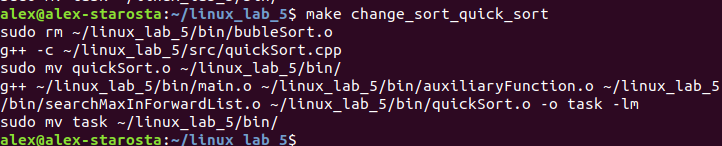 alex@alex-starosta:~/linux_lab_5$ make change_sort_quick_sort
sudo rm ~/linux_lab_5/bin/bubleSort.o
g++ -c ~/linux_lab_5/src/quickSort.cpp
sudo mv quickSort.o ~/linux_lab_5/bin/
g++ ~/linux_lab_5/bin/main.o ~/linux_lab_5/bin/auxiliaryFunction.o ~/linux_lab_5
/bin/searchMaxInForwardList.o ~/linux_lab_5/bin/quickSort.o -o task -lm
sudo mv task ~/linux_lab_5/bin/
alex@alex-starosta:~/linux_lab_5$